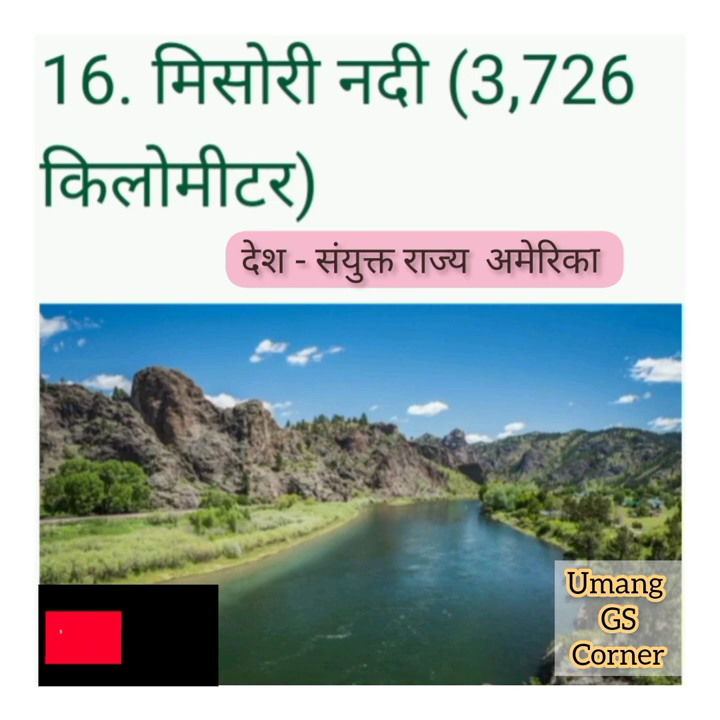 16. मिसोरी नदी (3,726
किलोमीटर)
देश - संयुक्त राज्य अमेरिका
Umang
GS
Corner